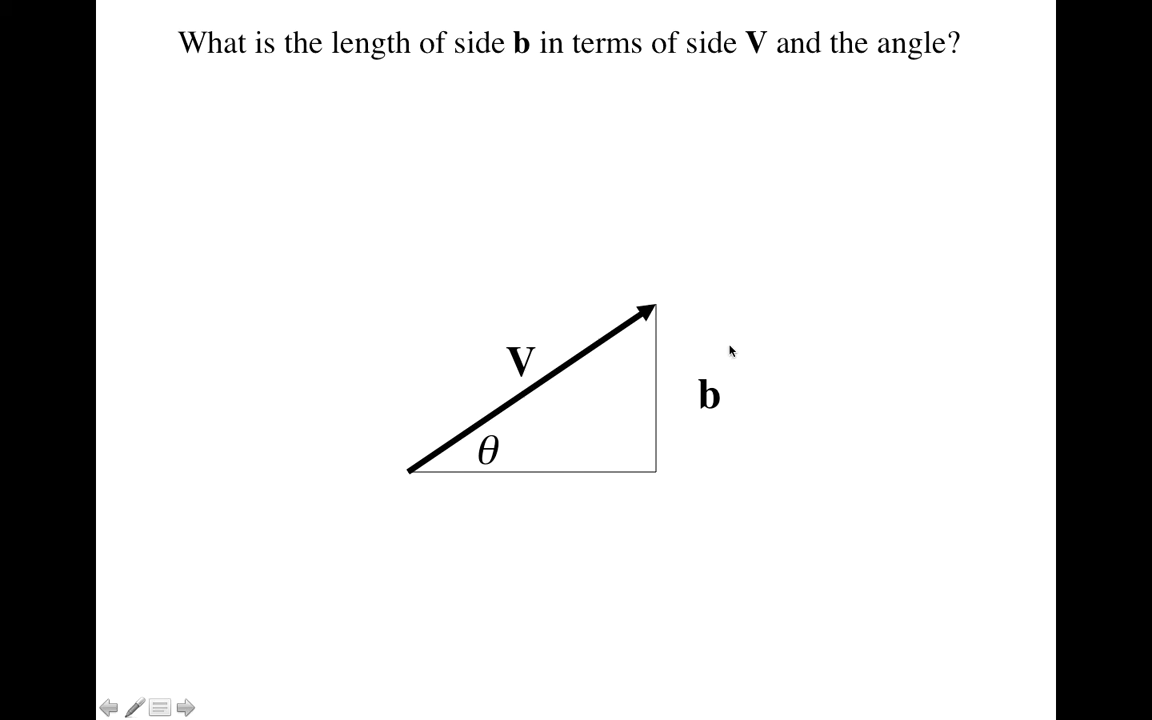 What is the length of side b in terms of side V and the angle?
V
b
θ